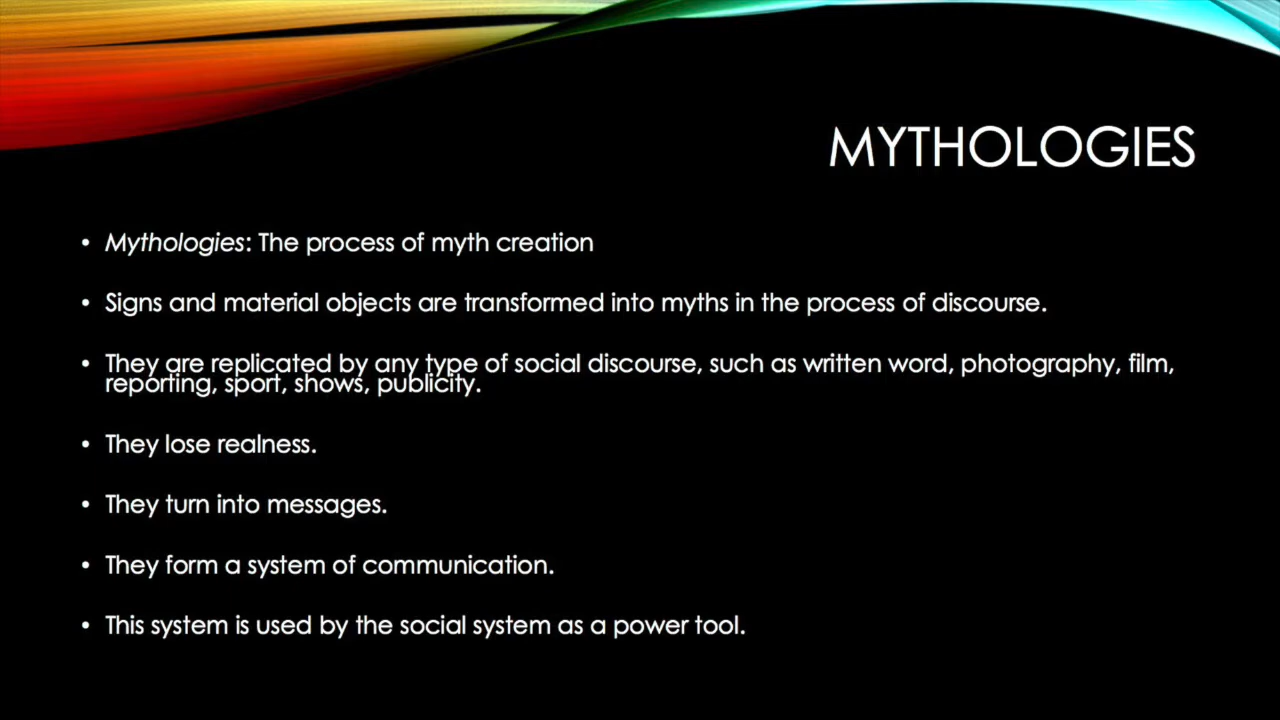 MYTHOLOGIES
• Mythologies: The process of myth creation
• Signs and material objects are transformed into myths in the process of discourse.
• They are replicated by any type of social discourse, such as written word, photography, film,
reporting, sport, shows, publicity.
• They lose realness.
• They turn into messages.
• They form a system of communication.
• This system is used by the social system as a power tool.